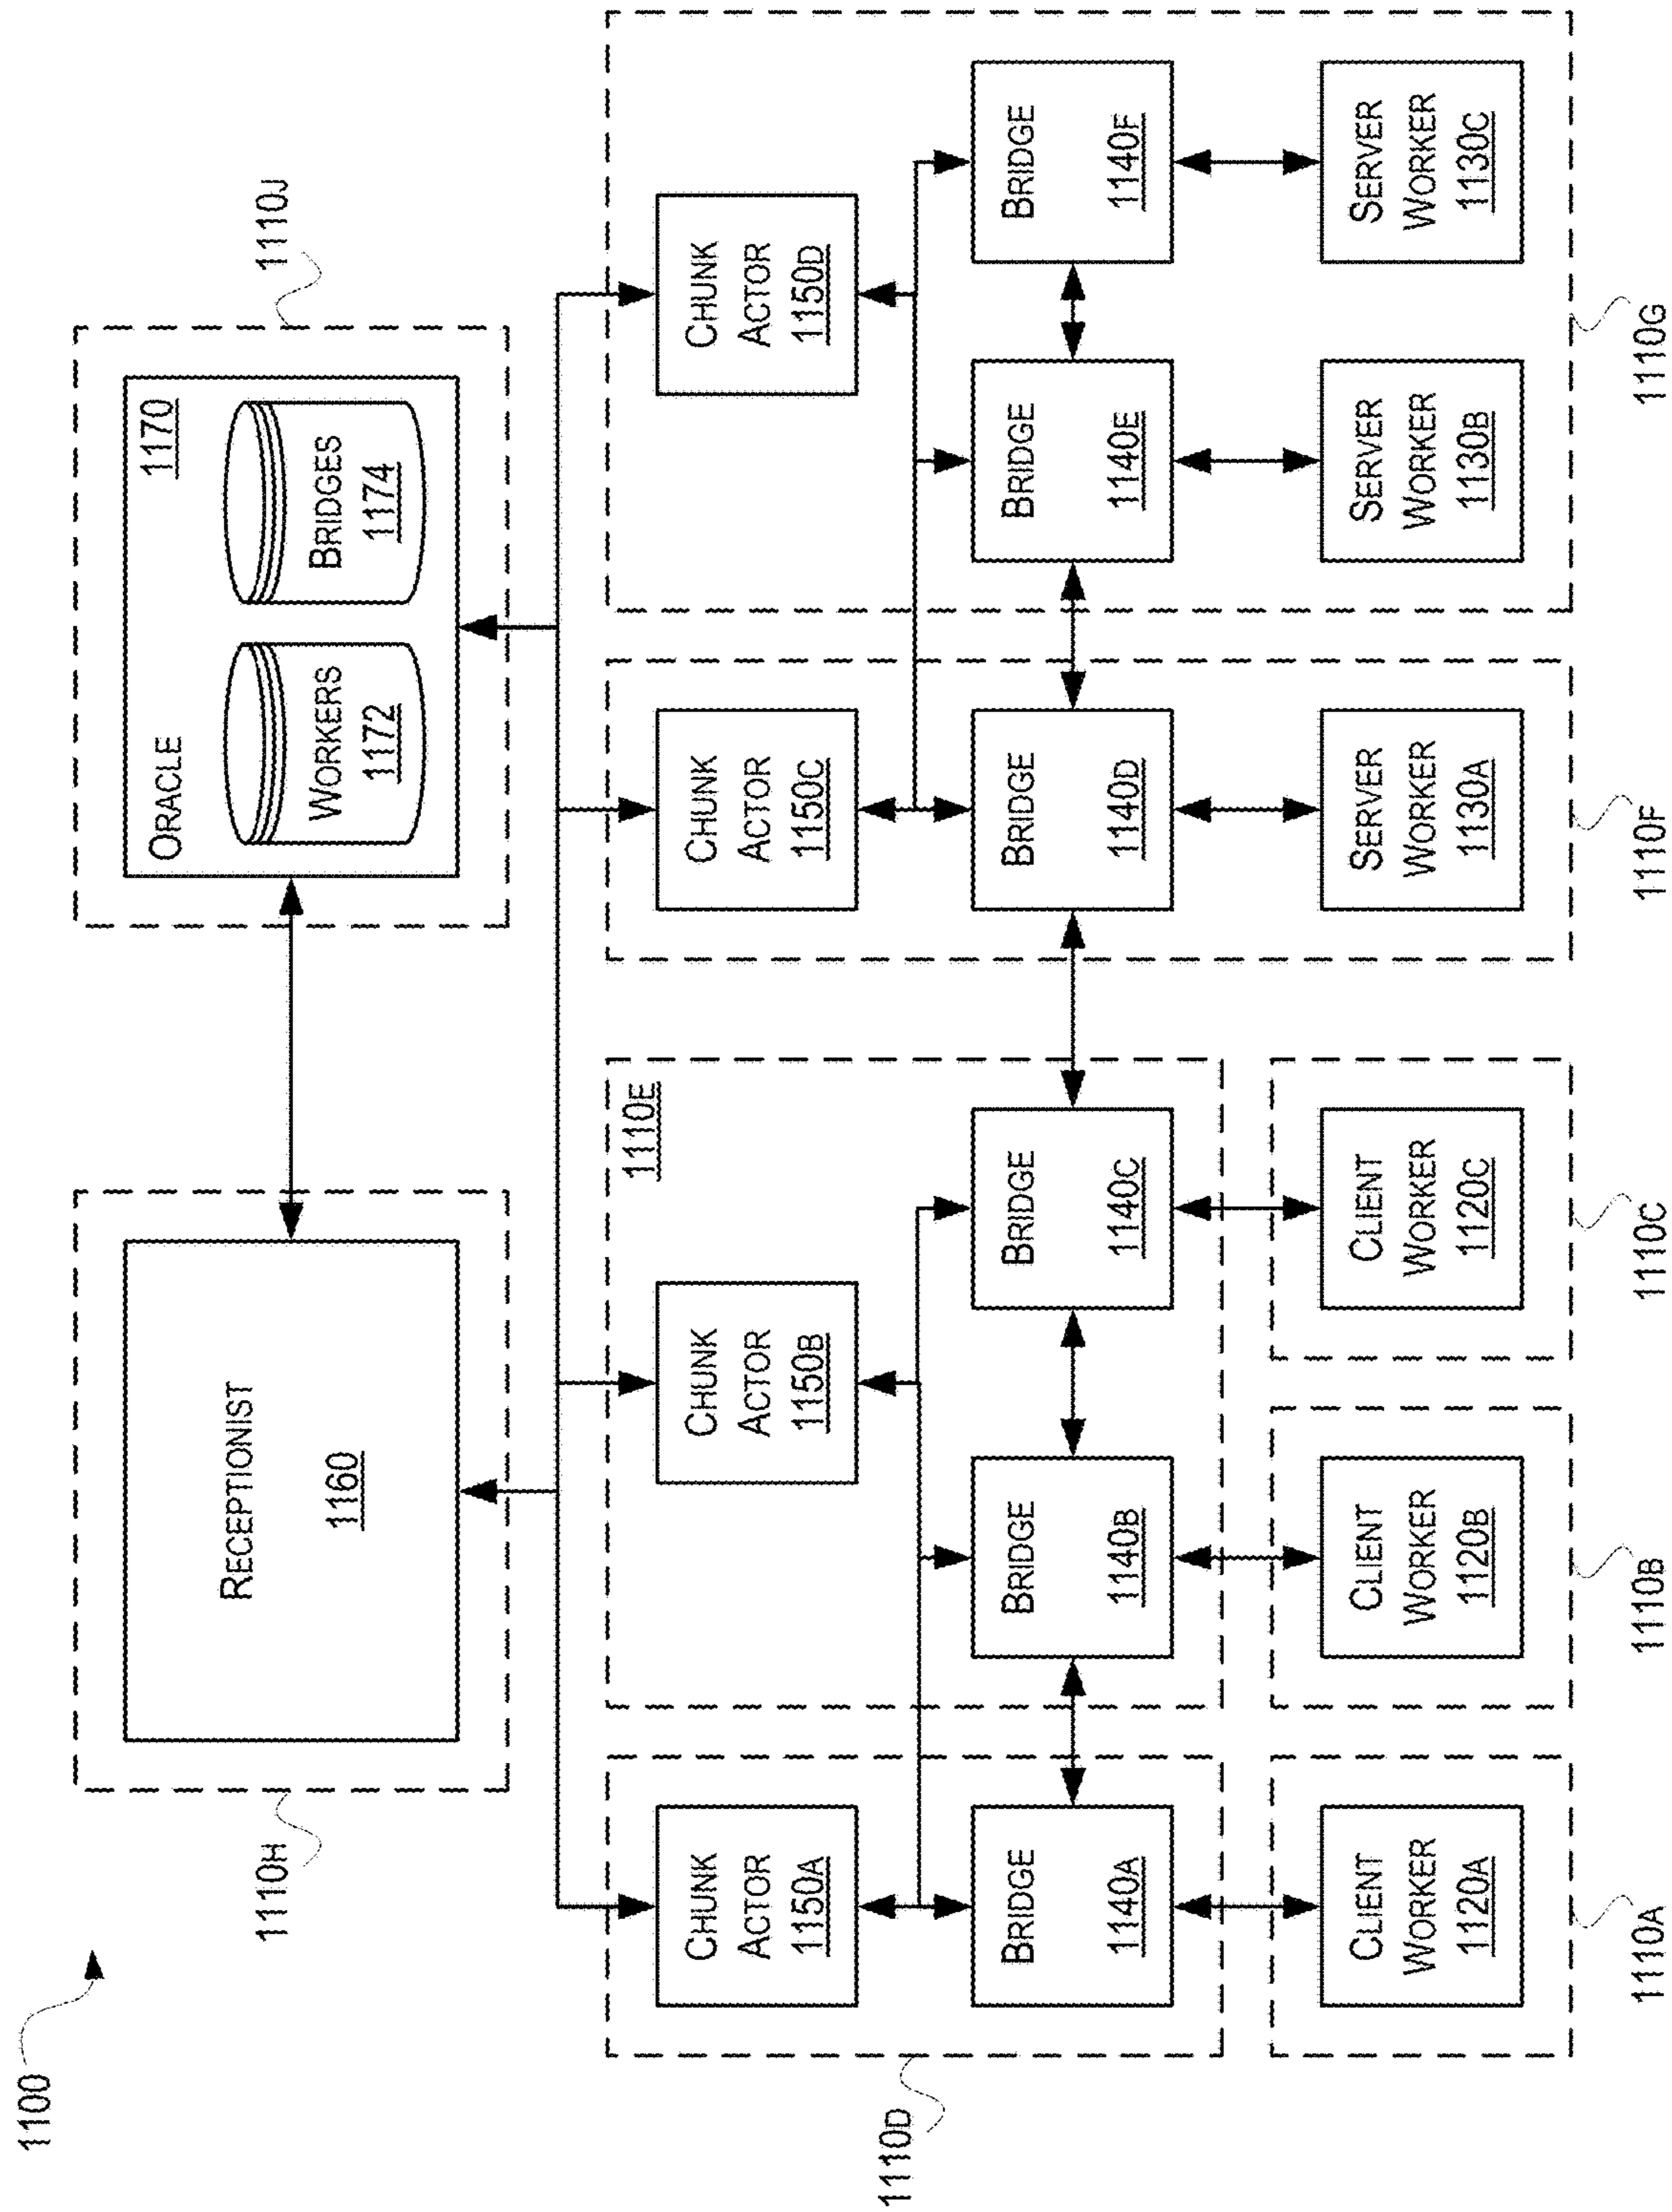 1100
1110H
RECEPTIONIST
1160
1110J
ORACLE
1170
WORKERS
1172
BRIDGES
1174
1110D
CHUNK
ACTOR
1150A
1110E
CHUNK
ACTOR
1150B
CHUNK
ACTOR
1150C
CHUNK
ACTOR
1150D
BRIDGE
1140A
BRIDGE
1140B
BRIDGE
1140C
BRIDGE
1140D
BRIDGE
1140E
BRIDGE
1140F
CLIENT
WORKER
1120A
CLIENT
WORKER
1120B
CLIENT
WORKER
1120C
SERVER
WORKER
1130A
SERVER
WORKER
1130B
SERVER
WORKER
1130C
1110A
1110B
1110C
1110F
1110G